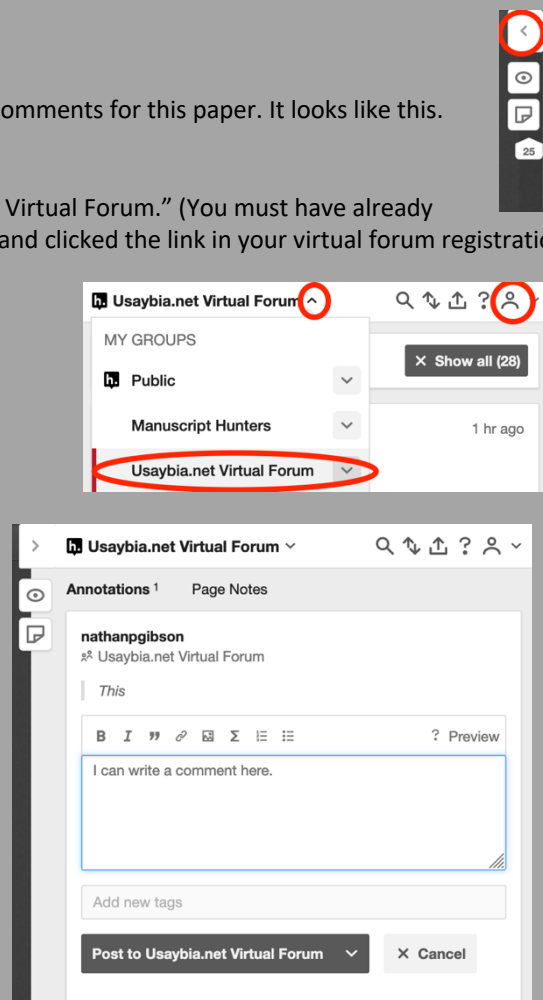 25
omments for this paper. It looks like this.
Virtual Forum.” (You must have already
and clicked the link in your virtual forum registratio
h. Usaybia.net Virtual Forum
?
MY GROUPS
× Show all (28)
h. Public
Manuscript Hunters
1 hr ago
Usaybia.net Virtual Forum
h. Usaybia.net Virtual Forum
?
Annotations 1 Page Notes
nathanpgibson
Usaybia.net Virtual Forum
This
B I ” Σ ? Preview
I can write a comment here.
Add new tags
Post to Usaybia.net Virtual Forum × Cancel